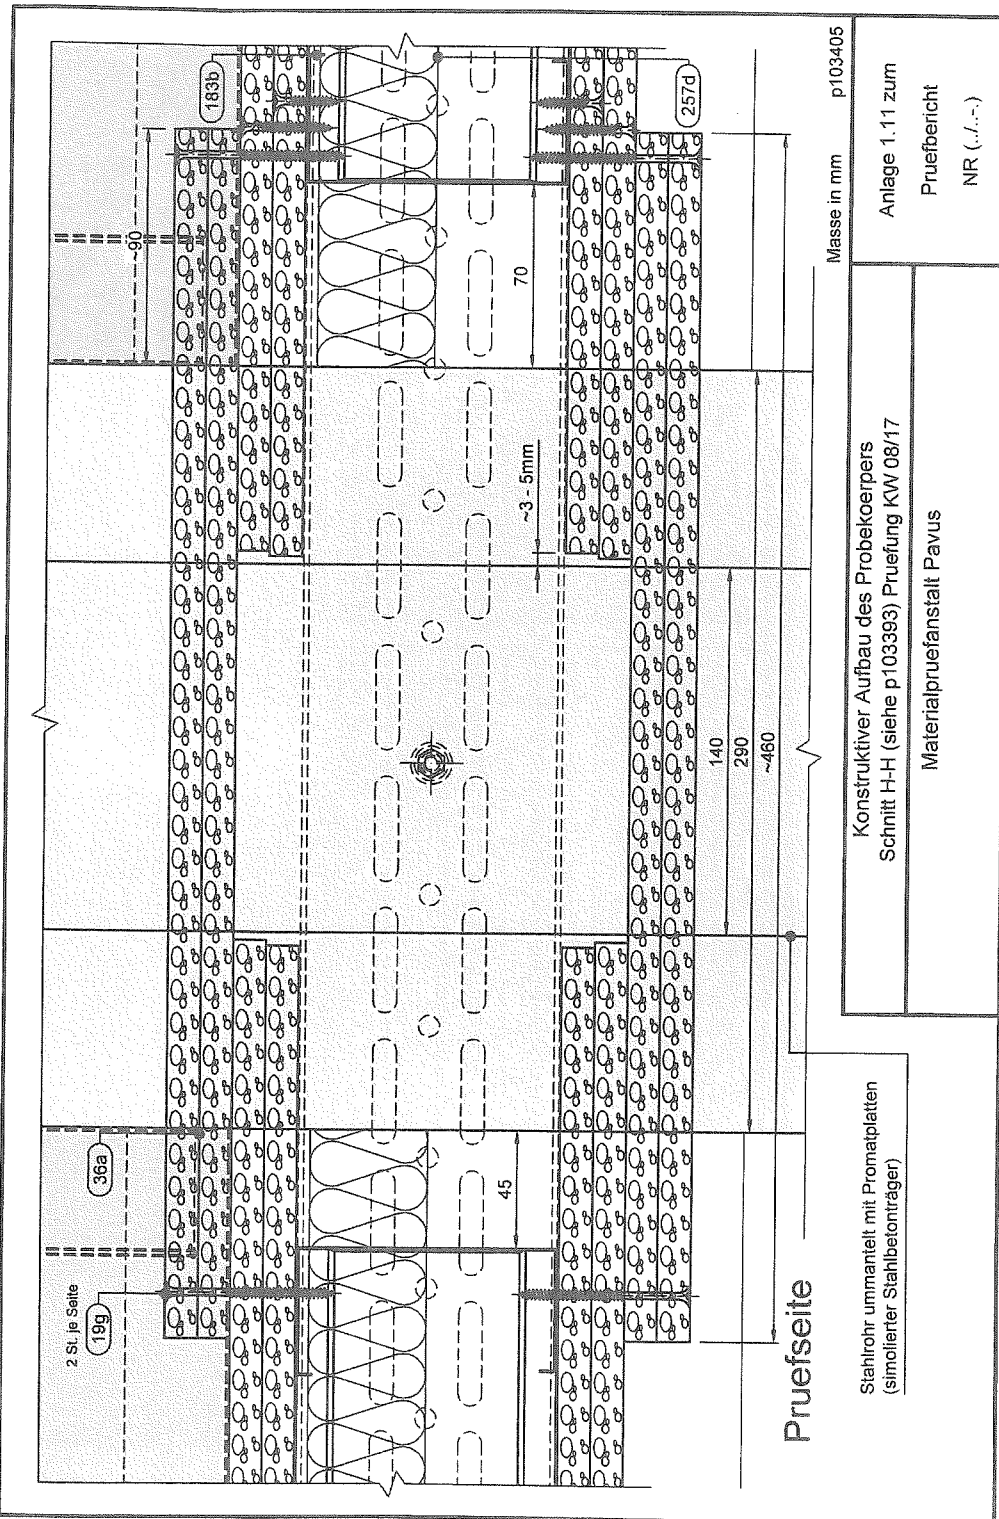 183b
257d
~90
70
~3 - 5mm
140
290
~460
36a
2 St. je Seite
19g
45
Pruefseite
Stahlrohr ummantelt mit Promatplatten
(simolierter Stahlbetonträger)
Masse in mm
p103405
Konstruktiver Aufbau des Probekoerpers
Schnitt H-H (siehe p103393) Pruefung KW 08/17
Materialpruefanstalt Pavus
Anlage 1.11 zum
Pruefbericht
NR (../..-.)